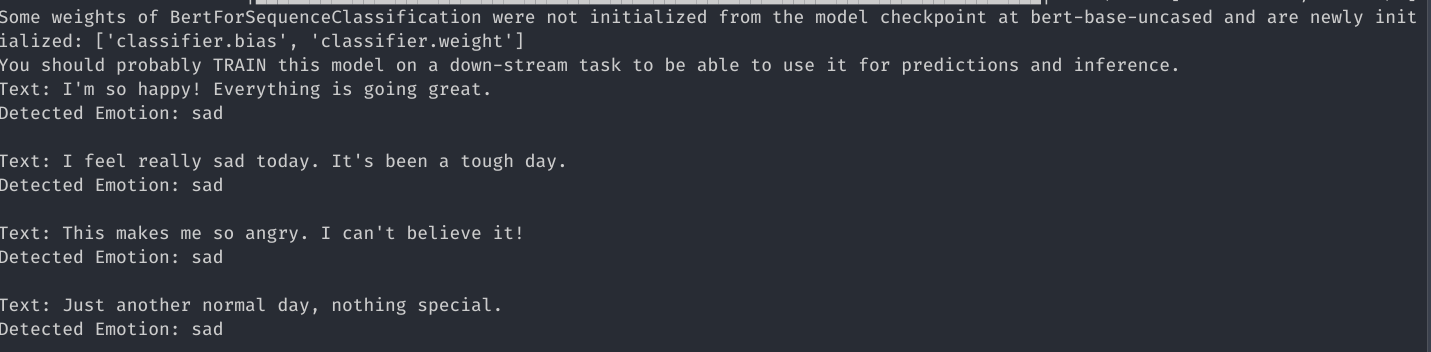 Some weights of BertForSequenceClassification were not initialized from the model checkpoint at bert-base-uncased and are newly init
ialized: ['classifier.bias', 'classifier.weight']
You should probably TRAIN this model on a down-stream task to be able to use it for predictions and inference.
Text: I'm so happy! Everything is going great.
Detected Emotion: sad

Text: I feel really sad today. It's been a tough day.
Detected Emotion: sad

Text: This makes me so angry. I can't believe it!
Detected Emotion: sad

Text: Just another normal day, nothing special.
Detected Emotion: sad